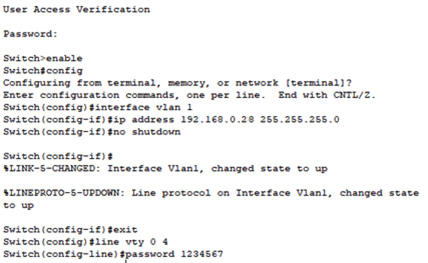 User Access Verification
Password:
Switch>enable
Switch#config
Configuring from terminal, memory, or network [terminal]?
Enter configuration commands, one per line.  End with CNTL/Z.
Switch(config)#interface vlan 1
Switch(config-if)#ip address 192.168.0.28 255.255.255.0
Switch(config-if)#no shutdown
Switch(config-if)#
%LINK-5-CHANGED: Interface Vlan1, changed state to up
%LINEPROTO-5-UPDOWN: Line protocol on Interface Vlan1, changed state
to up
Switch(config-if)#exit
Switch(config)#line vty 0 4
Switch(config-line)#password 1234567